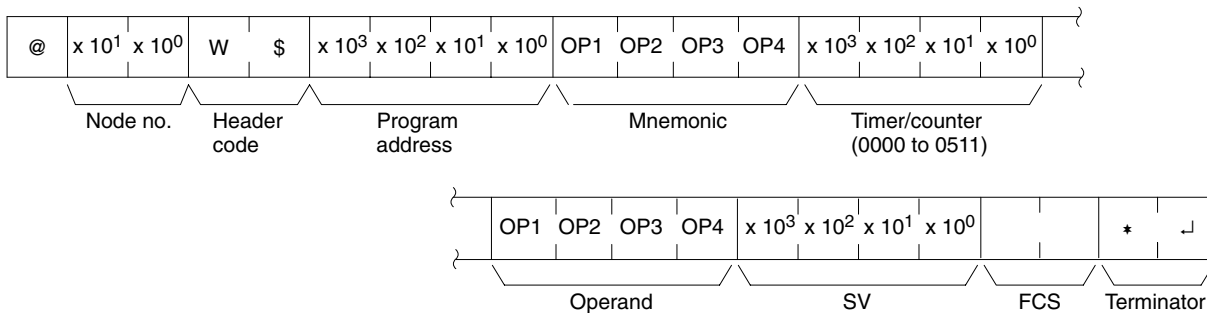 @ x 10¹ x 10⁰ W $ x 10³ x 10² x 10¹ x 10⁰ OP1 OP2 OP3 OP4 x 10³ x 10² x 10¹ x 10⁰
Node no. Header code Program address Mnemonic Timer/counter (0000 to 0511)
OP1 OP2 OP3 OP4 x 10³ x 10² x 10¹ x 10⁰ * ↵
Operand SV FCS Terminator